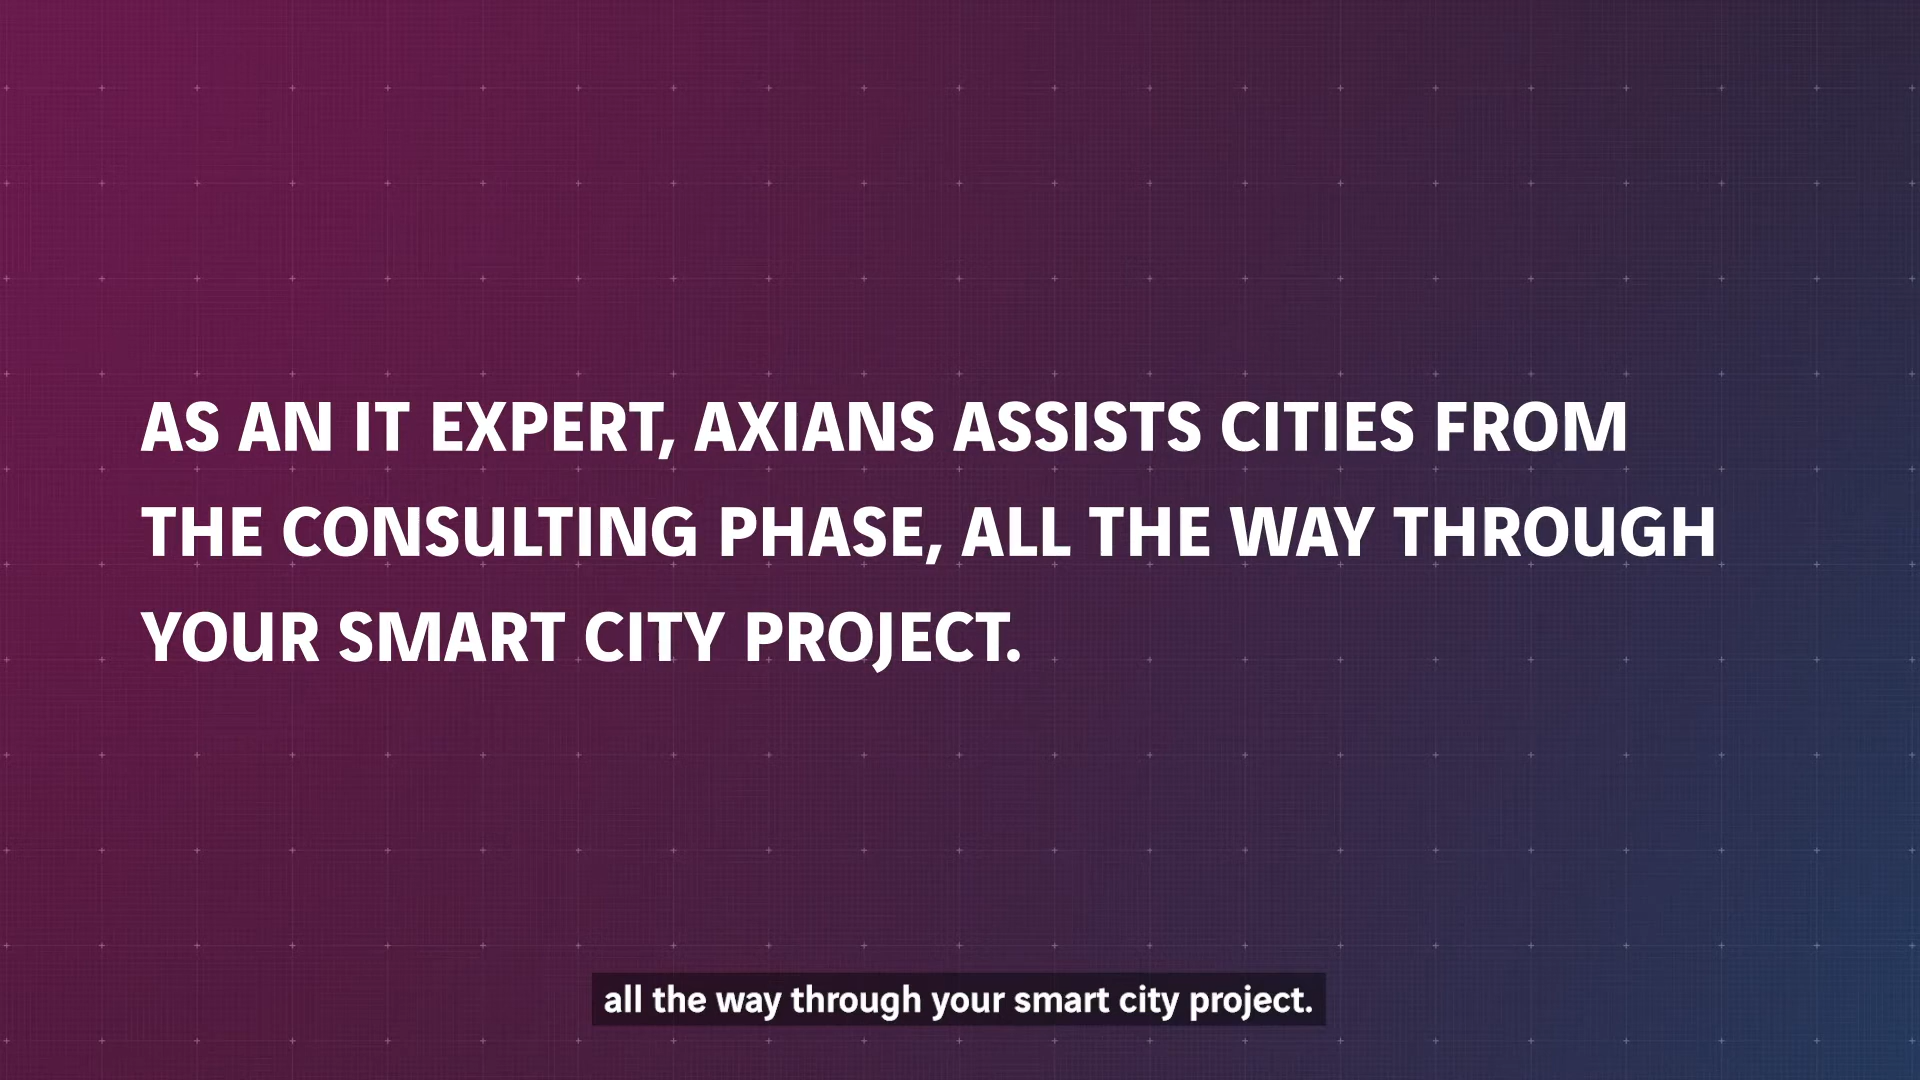 AS AN IT EXPERT, AXIANS ASSISTS CITIES FROM
THE CONSULTING PHASE, ALL THE WAY THROUGH
YOUR SMART CITY PROJECT.
all the way through your smart city project.